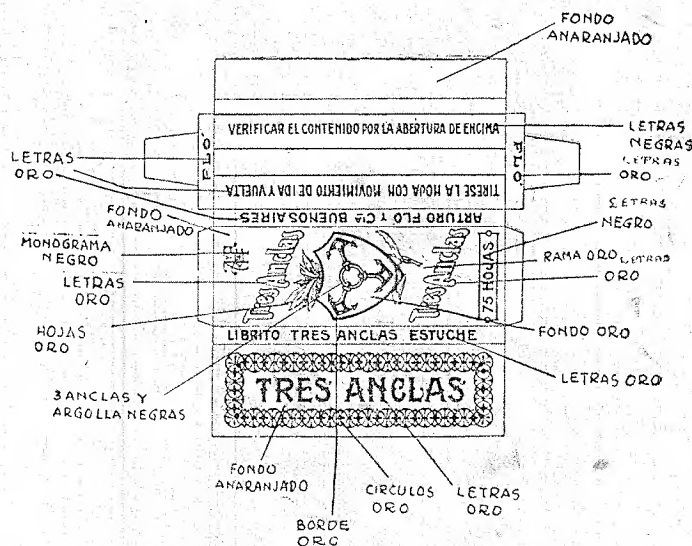 FONDO
ANARANJADO
VERIFICAR EL CONTENIDO POR LA ABERTURA DE ENCIMA
LETRAS
NEGRAS
FLO
FLO
LETRAS
ORO
LETRAS
ORO
TIRESE LA HOJA CON MOVIMIENTO DE IDA Y VUELTA
ARTURO FLO Y Cia BUENOS AIRES
FONDO
ANARANJADO
LETRAS
NEGRO
MONOGRAMA
NEGRO
AF
Tres Anclas
Tres Anclas
75 HOJAS
RAMA ORO
LETRAS
ORO
LETRAS
ORO
HOJAS
ORO
FONDO ORO
LIBRITO TRES ANCLAS ESTUCHE
LETRAS ORO
3 ANCLAS Y
ARGOLLA NEGRAS
TRES ANCLAS
FONDO
ANARANJADO
CIRCULOS
ORO
LETRAS
ORO
BORDE
ORO